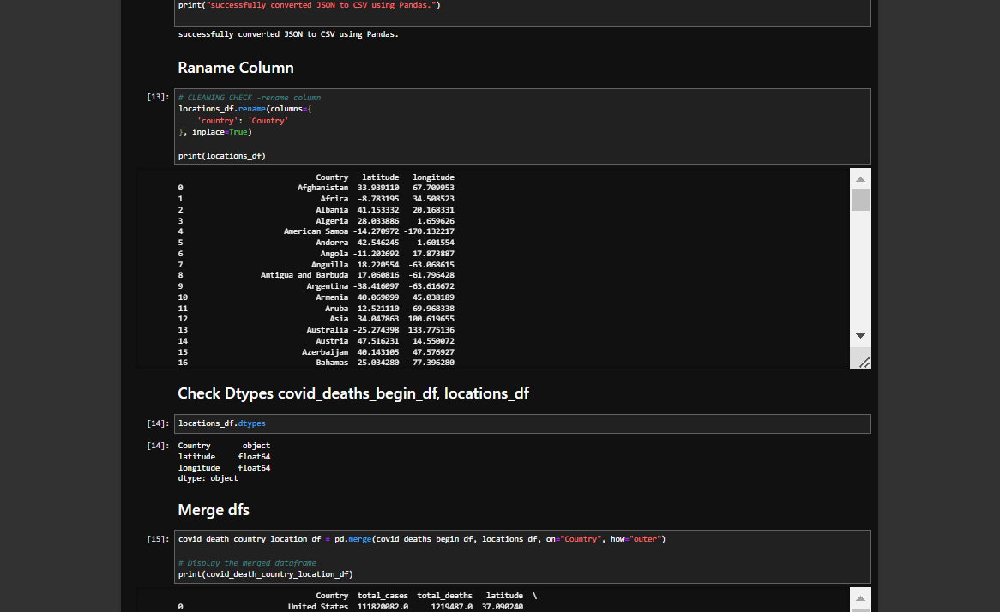 print("successfully converted JSON to CSV using Pandas.")
successfully converted JSON to CSV using Pandas.
Raname Column
[13]: # CLEANING CHECK -rename column
locations_df.rename(columns={
'country': 'Country'
}, inplace=True)
print(locations_df)
Country latitude longitude
0 Afghanistan 33.939110 67.709953
1 Africa -8.783195 34.508523
2 Albania 41.153332 20.168331
3 Algeria 28.033886 1.659626
4 American Samoa -14.270972 -170.132217
5 Andorra 42.546245 1.601554
6 Angola -11.202692 17.873887
7 Anguilla 18.220554 -63.068615
8 Antigua and Barbuda 17.060816 -61.796428
9 Argentina -38.416097 -63.616672
10 Armenia 40.069099 45.038189
11 Aruba 12.521110 -69.968338
12 Asia 34.047863 100.619655
13 Australia -25.274398 133.775136
14 Austria 47.516231 14.550072
15 Azerbaijan 40.143105 47.576927
16 Bahamas 25.034280 -77.396280
Check Dtypes covid_deaths_begin_df, locations_df
[14]: locations_df.dtypes
[14]: Country object
latitude float64
longitude float64
dtype: object
Merge dfs
[15]: covid_death_country_location_df = pd.merge(covid_deaths_begin_df, locations_df, on="Country", how="outer")
# Display the merged dataframe
print(covid_death_country_location_df)
Country total_cases total_deaths latitude \
0 United States 111820082.0 1219487.0 37.090240